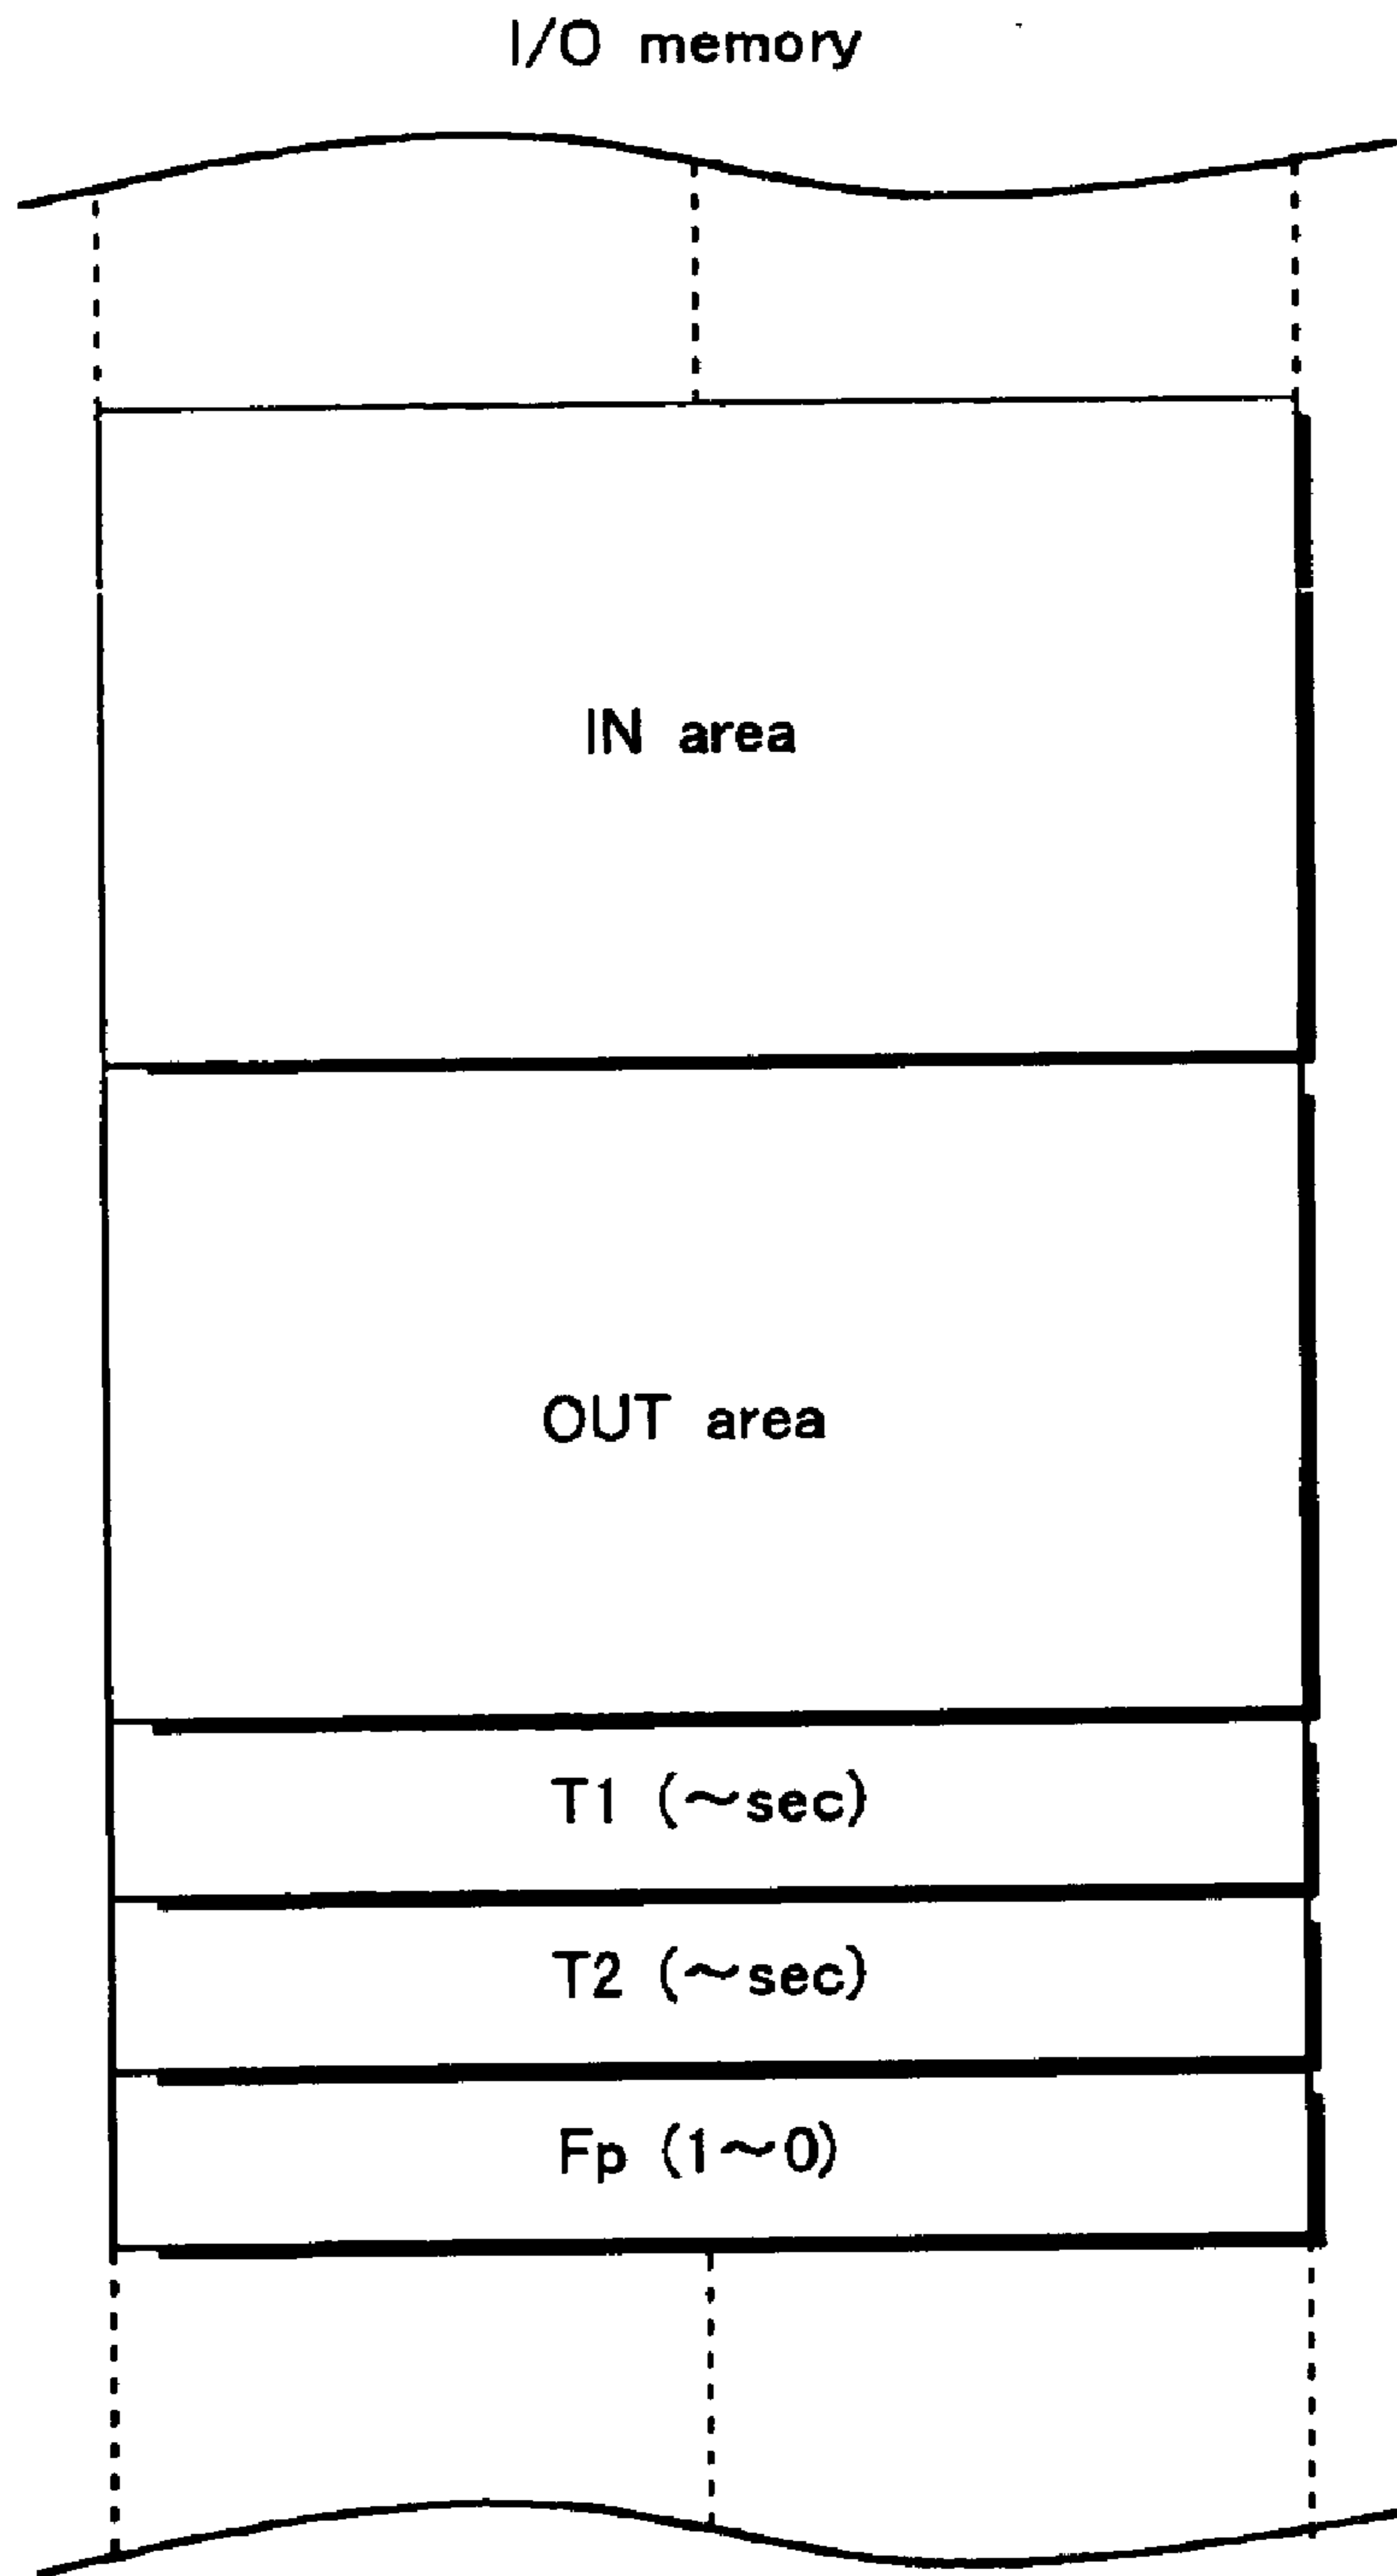 I/O memory
IN area
OUT area
T1 (～sec)
T2 (～sec)
Fp (1～0)